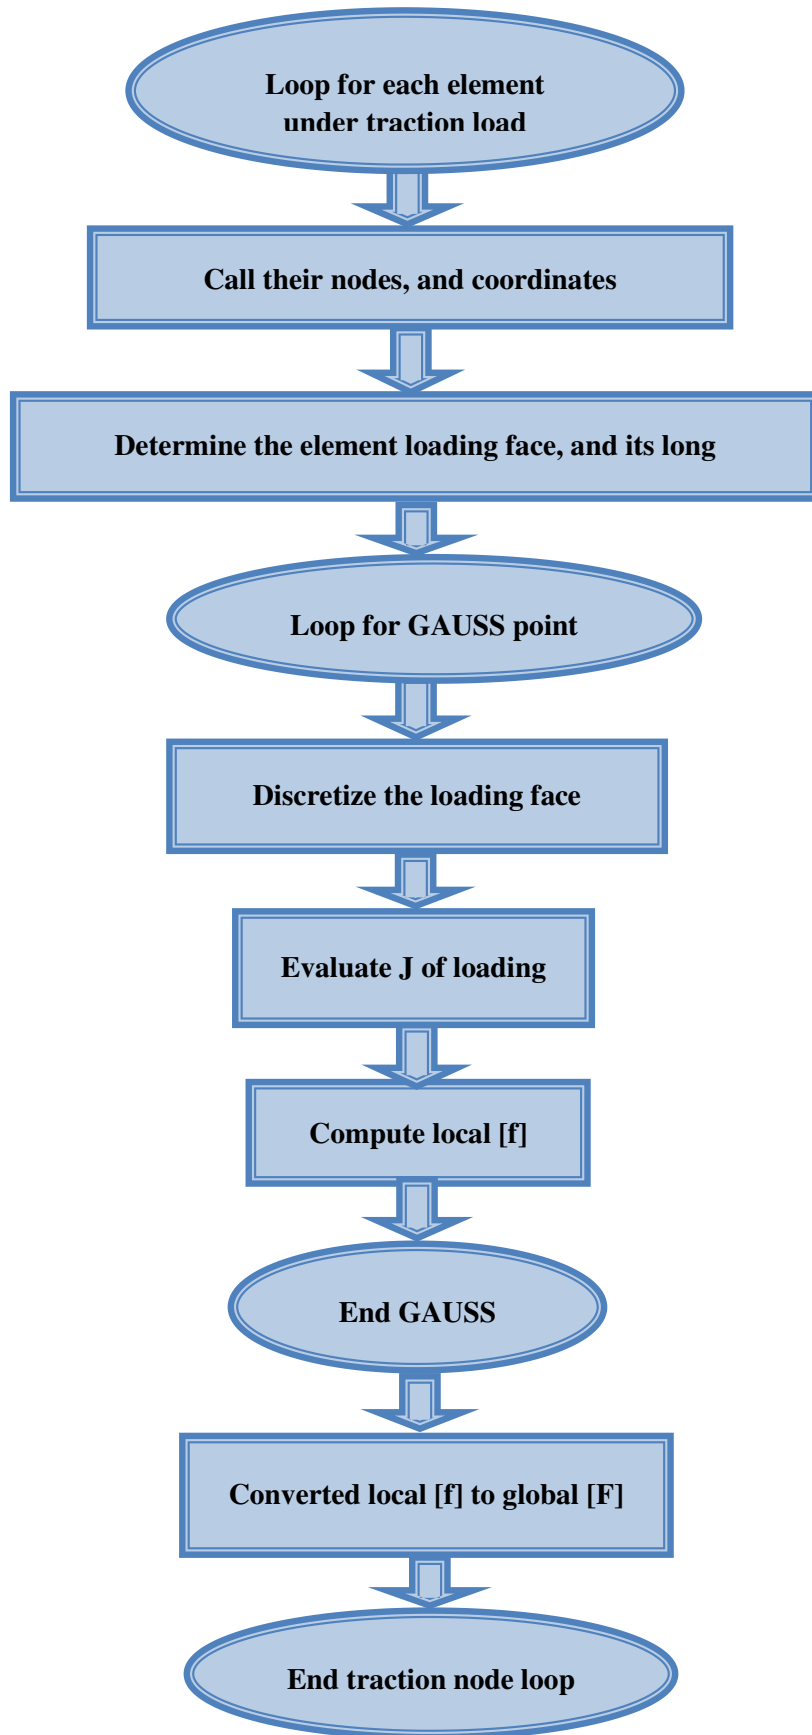 Loop for each element
under traction load
Call their nodes, and coordinates
Determine the element loading face, and its long
Loop for GAUSS point
Discretize the loading face
Evaluate J of loading
Compute local [f]
End GAUSS
Converted local [f] to global [F]
End traction node loop